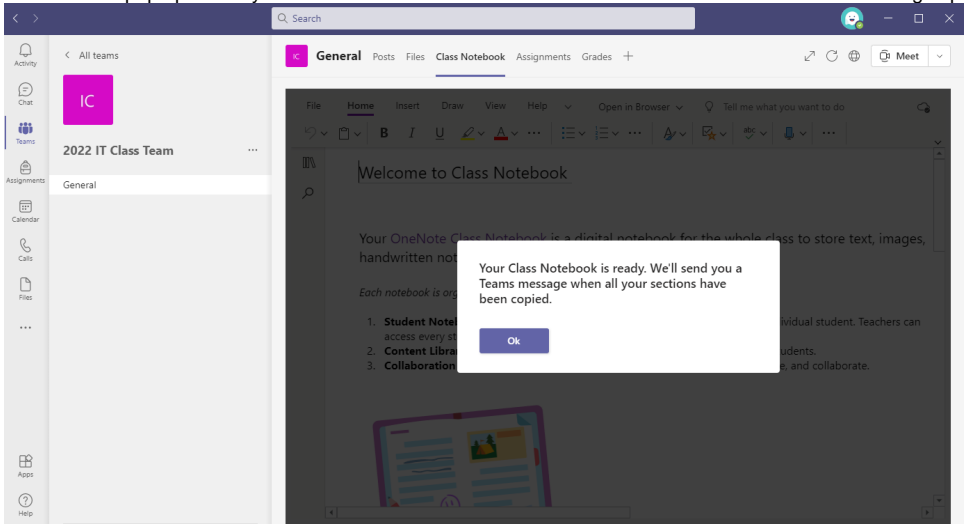 Search
Activity
Chat
Teams
Assignments
Calendar
Calls
Files
Apps
Help
All teams
IC
2022 IT Class Team
General
IC General Posts Files Class Notebook Assignments Grades
Meet
File Home Insert Draw View Help Open in Browser Tell me what you want to do
B I U A abc
Welcome to Class Notebook
Your OneNote Class Notebook is a digital notebook for the whole class to store text, images,
handwritten
Each notebook is
1. Student ividual student. Teachers can
access every udents.
2. Content
3. Collaboration e, and collaborate.
Your Class Notebook is ready. We'll send you a
Teams message when all your sections have
been copied.
Ok